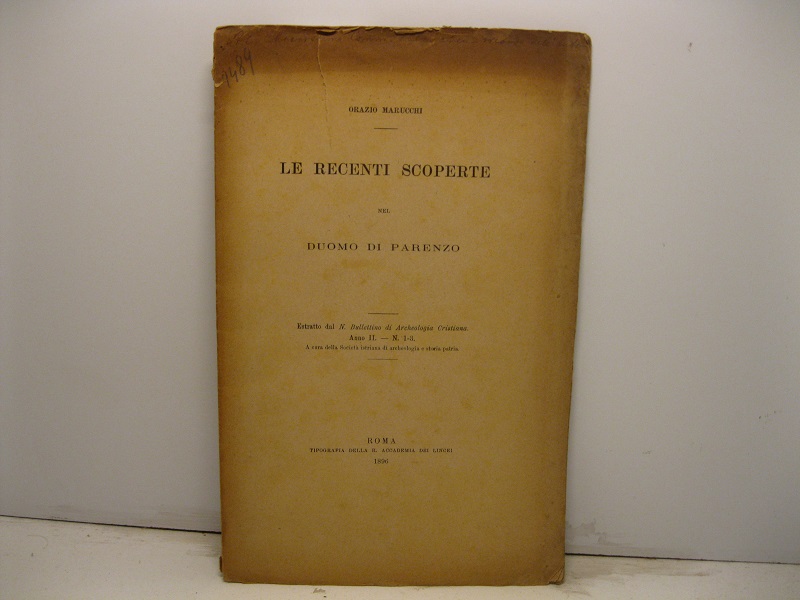 1489
ORAZIO MARUCCHI
LE RECENTI SCOPERTE
NEL
DUOMO DI PARENZO
Estratto dal N. Bullettino di Archeologia Cristiana
Anno II. — N. 1-3.
A cura della Società istriana di archeologia e storia patria.
ROMA
TIPOGRAFIA DELLA R. ACCADEMIA DEI LINCEI
1896